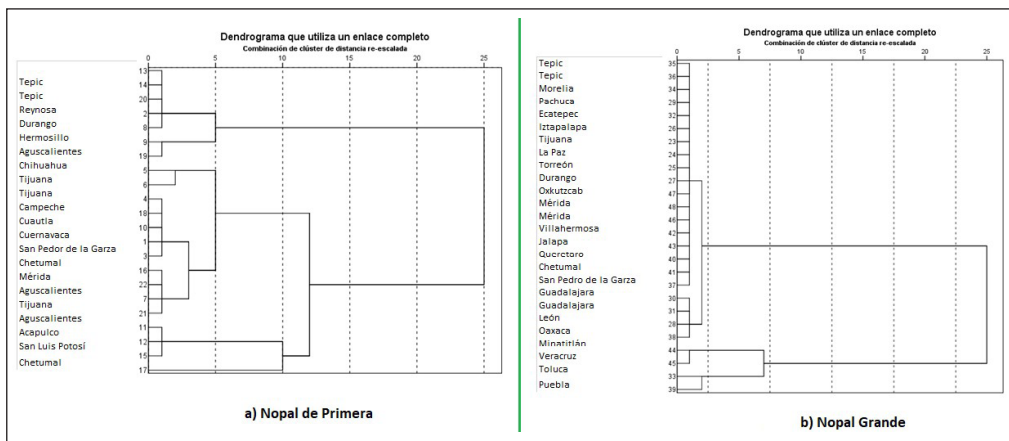 Dendrograma que utiliza un enlace completo
Combinación de clúster de distancia re-escalada
0 5 10 15 20 25
Tepic
Tepic
Reynosa
Durango
Hermosillo
Aguascalientes
Chihuahua
Tijuana
Tijuana
Campeche
Cuautla
Cuernavaca
San Pedor de la Garza
Chetumal
Mérida
Aguascalientes
Tijuana
Aguascalientes
Acapulco
San Luis Potosí
Chetumal
13
14
20
2
8
9
19
5
6
4
18
10
1
3
16
22
7
21
11
12
15
17
a) Nopal de Primera
Dendrograma que utiliza un enlace completo
Combinación de clúster de distancia re-escalada
0 5 10 15 20 25
Tepic
Tepic
Morelia
Pachuca
Ecatepec
Iztapalapa
Tijuana
La Paz
Torreón
Durango
Oxkutzcab
Mérida
Mérida
Villahermosa
Jalapa
Queretaro
Chetumal
San Pedro de la Garza
Guadalajara
Guadalajara
León
Oaxaca
Minatitlán
Veracruz
Toluca
Puebla
35
36
34
29
32
26
23
24
25
27
47
48
46
42
43
40
41
37
30
31
28
38
44
45
33
39
b) Nopal Grande